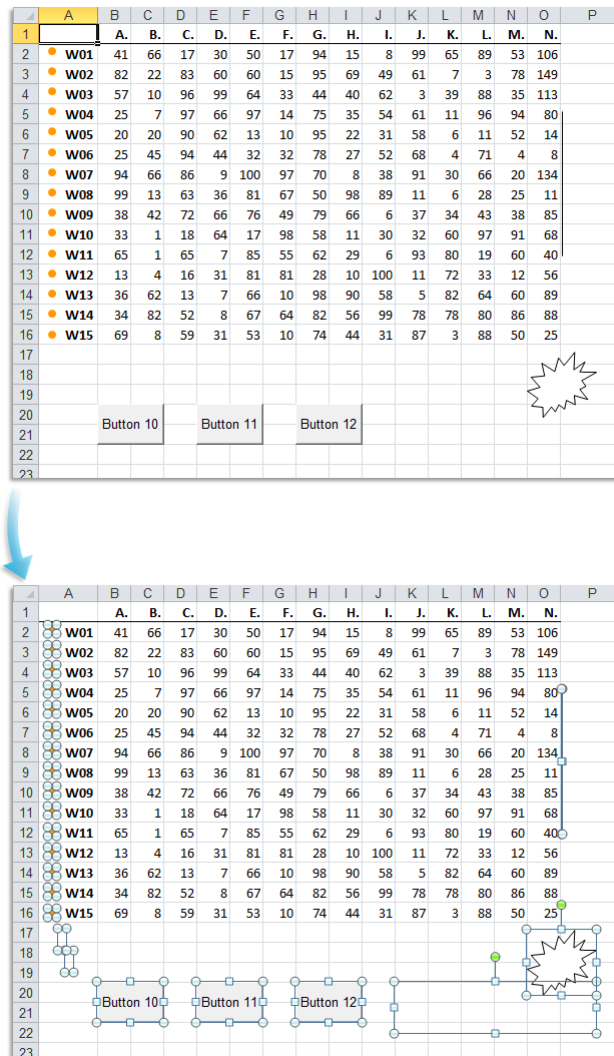 A B C D E F G H I J K L M N O P
1 A. B. C. D. E. F. G. H. I. J. K. L. M. N.
2 W01 41 66 17 30 50 17 94 15 8 99 65 89 53 106
3 W02 82 22 83 60 60 15 95 69 49 61 7 3 78 149
4 W03 57 10 96 99 64 33 44 40 62 3 39 88 35 113
5 W04 25 7 97 66 97 14 75 35 54 61 11 96 94 80
6 W05 20 20 90 62 13 10 95 22 31 58 6 11 52 14
7 W06 25 45 94 44 32 32 78 27 52 68 4 71 4 8
8 W07 94 66 86 9 100 97 70 8 38 91 30 66 20 134
9 W08 99 13 63 36 81 67 50 98 89 11 6 28 25 11
10 W09 38 42 72 66 76 49 79 66 6 37 34 43 38 85
11 W10 33 1 18 64 17 98 58 11 30 32 60 97 91 68
12 W11 65 1 65 7 85 55 62 29 6 93 80 19 60 40
13 W12 13 4 16 31 81 81 28 10 100 11 72 33 12 56
14 W13 36 62 13 7 66 10 98 90 58 5 82 64 60 89
15 W14 34 82 52 8 67 64 82 56 99 78 78 80 86 88
16 W15 69 8 59 31 53 10 74 44 31 87 3 88 50 25
17
18
19
20
Button 10 Button 11 Button 12
21
22
23
A B C D E F G H I J K L M N O P
1 A. B. C. D. E. F. G. H. I. J. K. L. M. N.
2 W01 41 66 17 30 50 17 94 15 8 99 65 89 53 106
3 W02 82 22 83 60 60 15 95 69 49 61 7 3 78 149
4 W03 57 10 96 99 64 33 44 40 62 3 39 88 35 113
5 W04 25 7 97 66 97 14 75 35 54 61 11 96 94 80
6 W05 20 20 90 62 13 10 95 22 31 58 6 11 52 14
7 W06 25 45 94 44 32 32 78 27 52 68 4 71 4 8
8 W07 94 66 86 9 100 97 70 8 38 91 30 66 20 134
9 W08 99 13 63 36 81 67 50 98 89 11 6 28 25 11
10 W09 38 42 72 66 76 49 79 66 6 37 34 43 38 85
11 W10 33 1 18 64 17 98 58 11 30 32 60 97 91 68
12 W11 65 1 65 7 85 55 62 29 6 93 80 19 60 40
13 W12 13 4 16 31 81 81 28 10 100 11 72 33 12 56
14 W13 36 62 13 7 66 10 98 90 58 5 82 64 60 89
15 W14 34 82 52 8 67 64 82 56 99 78 78 80 86 88
16 W15 69 8 59 31 53 10 74 44 31 87 3 88 50 25
17
18
19
20
Button 10 Button 11 Button 12
21
22
23